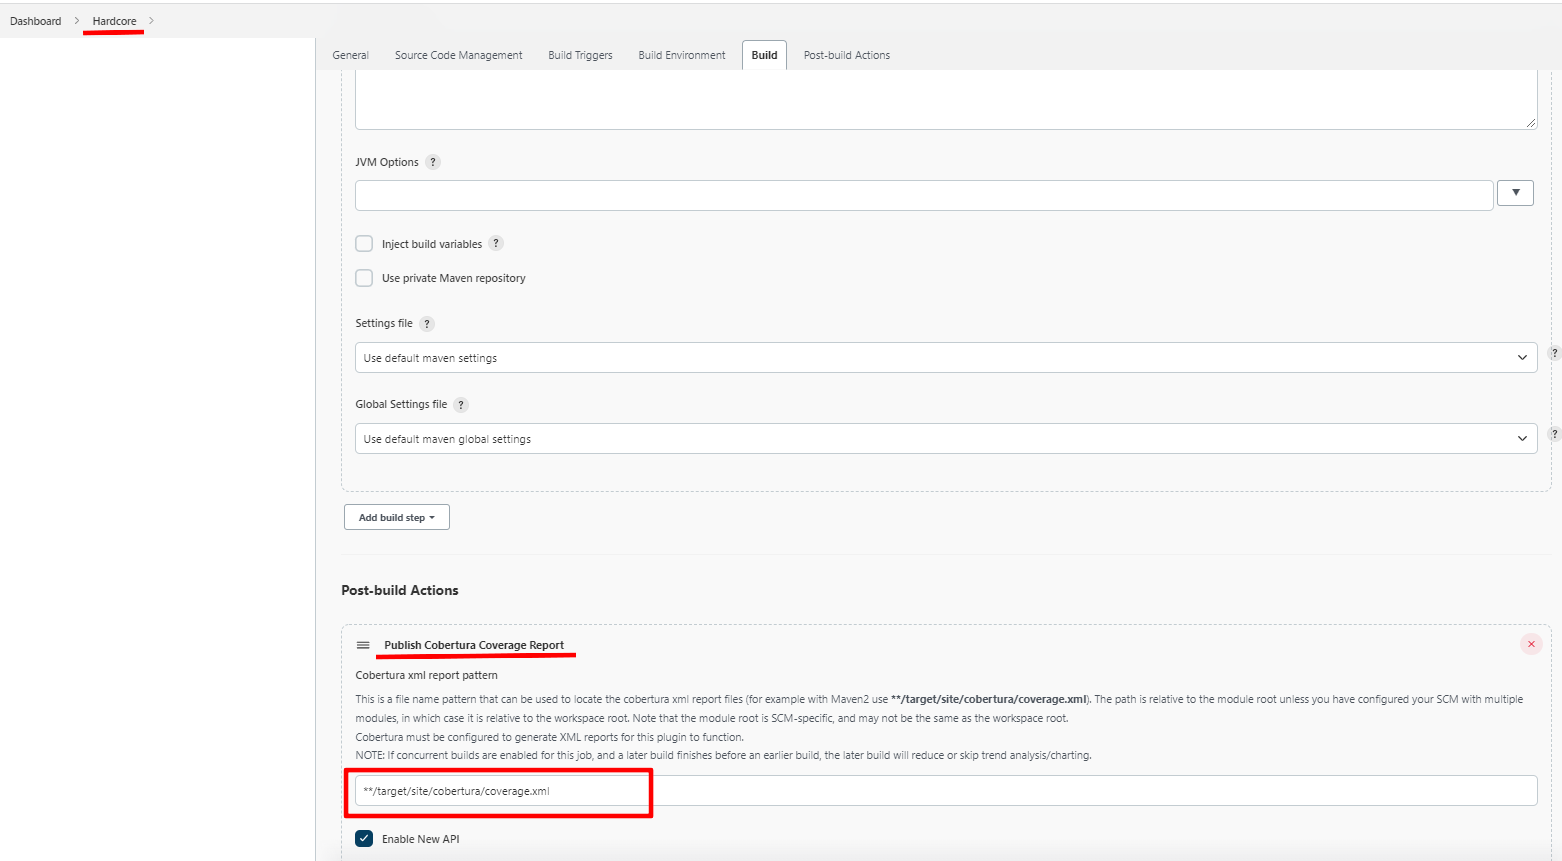 Dashboard > Hardcore >
General Source Code Management Build Triggers Build Environment Build Post-build Actions
JVM Options ?
Inject build variables ?
Use private Maven repository
Settings file ?
Use default maven settings
?
Global Settings file ?
Use default maven global settings
?
Add build step
Post-build Actions
Publish Cobertura Coverage Report
Cobertura xml report pattern
This is a file name pattern that can be used to locate the cobertura xml report files (for example with Maven2 use **/target/site/cobertura/coverage.xml). The path is relative to the module root unless you have configured your SCM with multiple
modules, in which case it is relative to the workspace root. Note that the module root is SCM-specific, and may not be the same as the workspace root.
Cobertura must be configured to generate XML reports for this plugin to function.
NOTE: If concurrent builds are enabled for this job, and a later build finishes before an earlier build, the later build will reduce or skip trend analysis/charting.
**/target/site/cobertura/coverage.xml
Enable New API